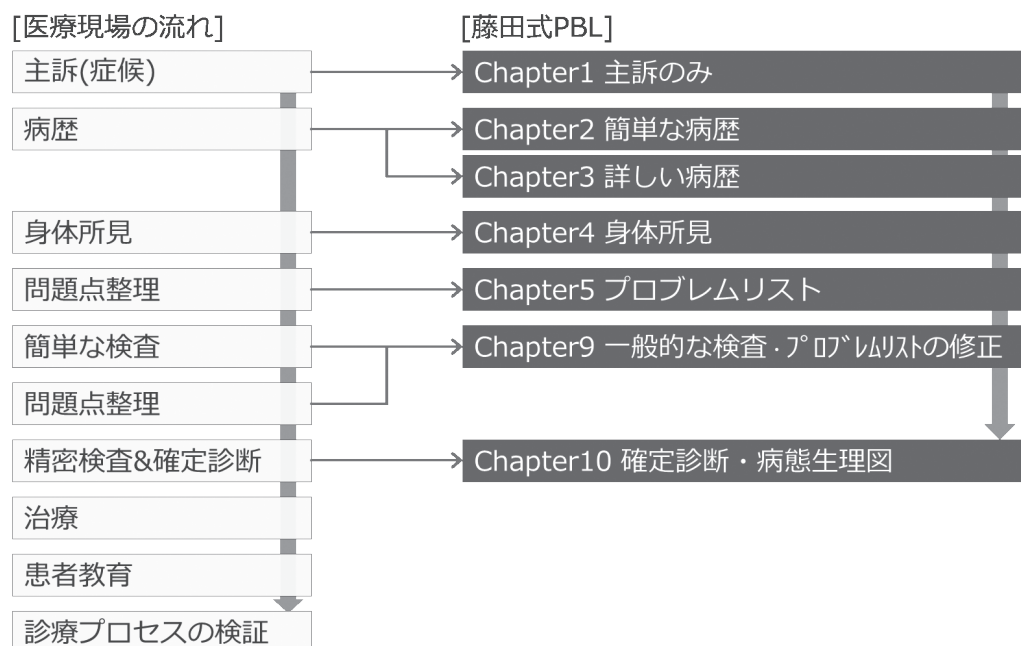 [医療現場の流れ]
主訴(症候)
病歴
身体所見
問題点整理
簡単な検査
問題点整理
精密検査&確定診断
治療
患者教育
診療プロセスの検証
[藤田式PBL]
Chapter1 主訴のみ
Chapter2 簡単な病歴
Chapter3 詳しい病歴
Chapter4 身体所見
Chapter5 プロブレムリスト
Chapter9 一般的な検査・ﾌﾟﾛﾌﾞﾚﾑﾘｽﾄの修正
Chapter10 確定診断・病態生理図